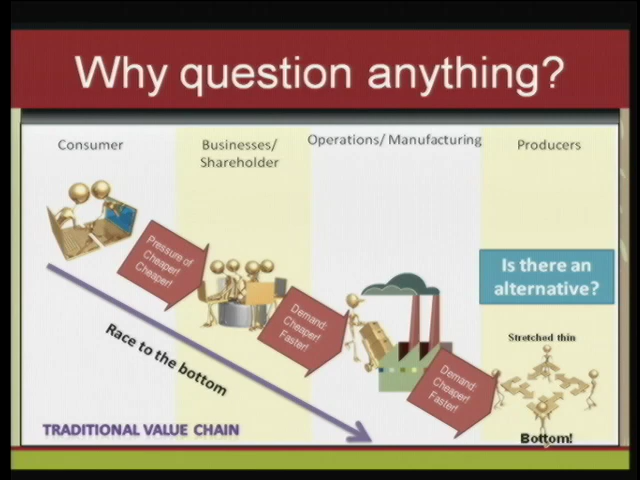 Why question anything?
Consumer
Businesses/
Shareholder
Operations/ Manufacturing
Producers
Pressure of
Cheaper!
Cheaper!
Demand:
Cheaper!
Faster!
Demand:
Cheaper!
Faster!
Is there an
alternative?
Stretched thin
Bottom!
Race to the bottom
TRADITIONAL VALUE CHAIN